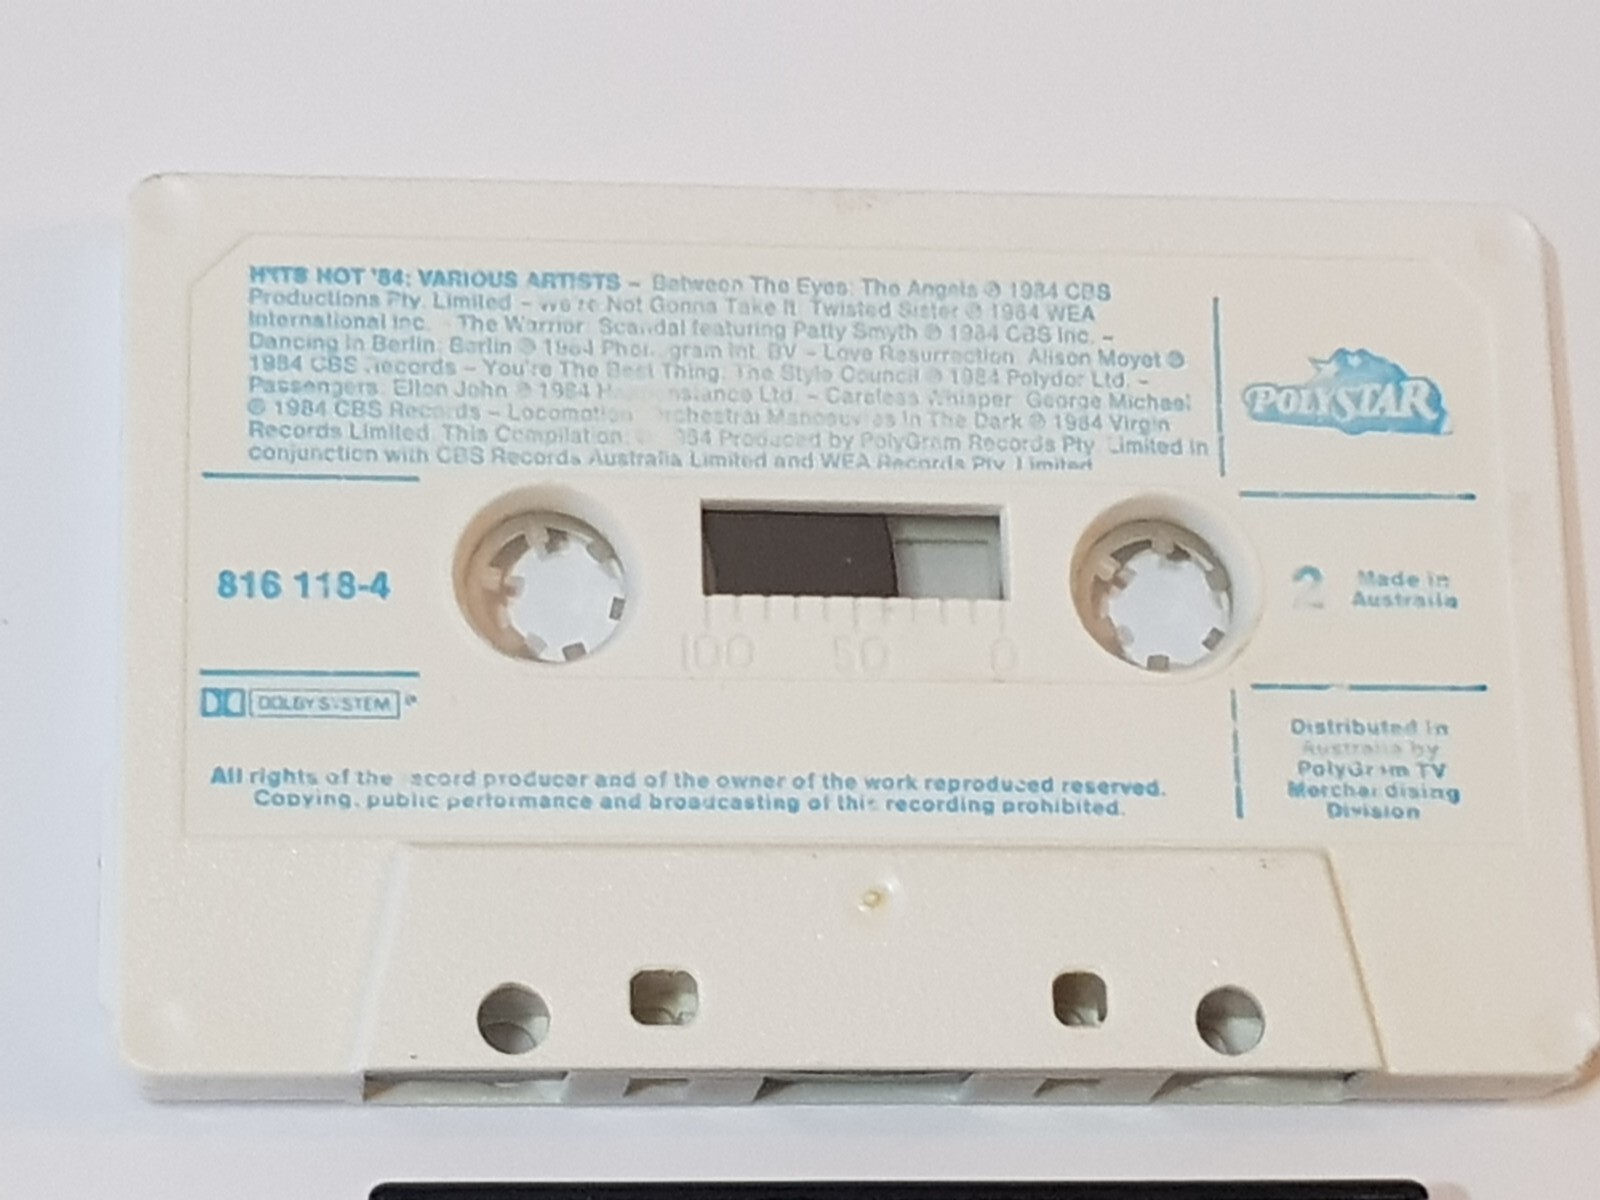 HITS HOT '84: VARIOUS ARTISTS – Between The Eyes: The Angels ℗ 1984 CBS
Productions Pty. Limited – We're Not Gonna Take It: Twisted Sister ℗ 1984 WEA
International Inc. – The Warrior: Scandal featuring Patty Smyth ℗ 1984 CBS Inc. –
Dancing In Berlin: Berlin ℗ 1984 Phonogram Int. BV – Love Resurrection: Alison Moyet ℗
1984 CBS Records – You're The Best Thing: The Style Council ℗ 1984 Polydor Ltd. –
Passengers: Elton John ℗ 1984 Ltd. – Careless Whisper: George Michael
℗ 1984 CBS Records – Locomotion: Orchestral Manoeuvres In The Dark ℗ 1984 Virgin
Records Limited. This Compilation: 1984 Produced by PolyGram Records Pty. Limited in
conjunction with CBS Records Australia Limited and WEA Records Pty. Limited
POLYSTAR
816 118-4
2
Made in
Australia
100 50 0
DOLBY SYSTEM
All rights of the record producer and of the owner of the work reproduced reserved.
Copying, public performance and broadcasting of this recording prohibited.
Distributed in
Australia by
PolyGram TV
Merchandising
Division